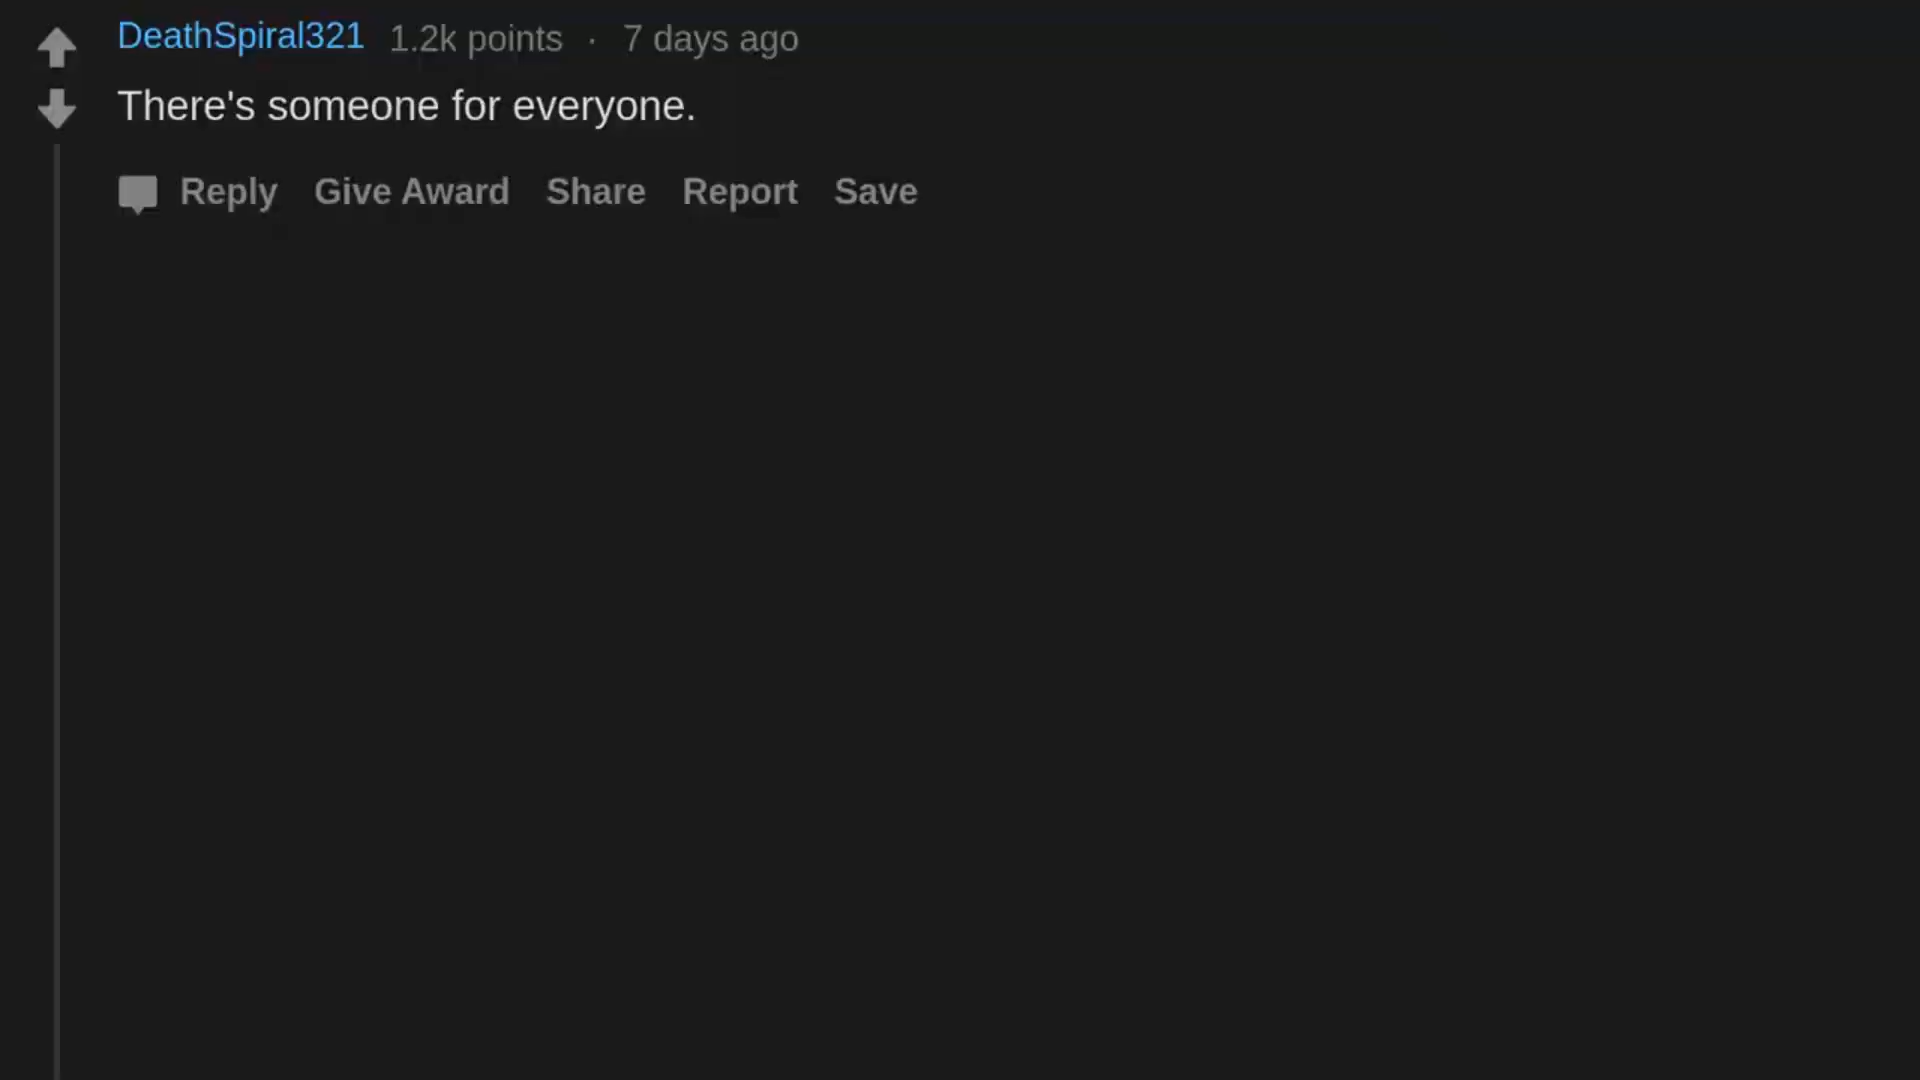 DeathSpiral321 1.2k points · 7 days ago
There's someone for everyone.
Reply Give Award Share Report Save